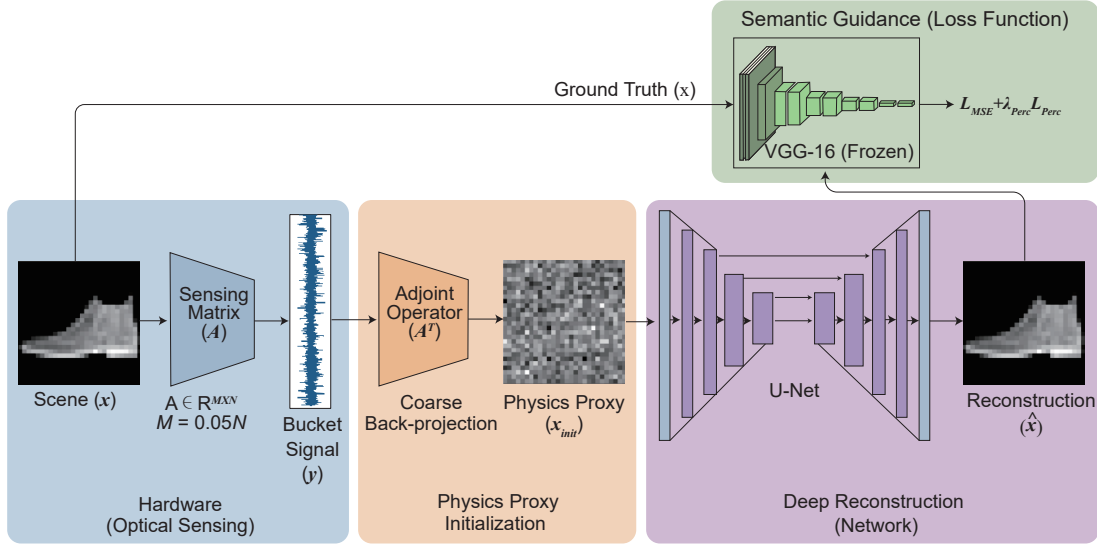 Semantic Guidance (Loss Function)
Ground Truth (x)
L_MSE+λ_Perc L_Perc
VGG-16 (Frozen)
Sensing
Matrix
(A)
Adjoint
Operator
(Aᵀ)
Scene (x)
A ∈ R^MXN
M = 0.05N
Bucket
Signal
(y)
Coarse
Back-projection
Physics Proxy
(x_init)
U-Net
Reconstruction
(x̂)
Hardware
(Optical Sensing)
Physics Proxy
Initialization
Deep Reconstruction
(Network)